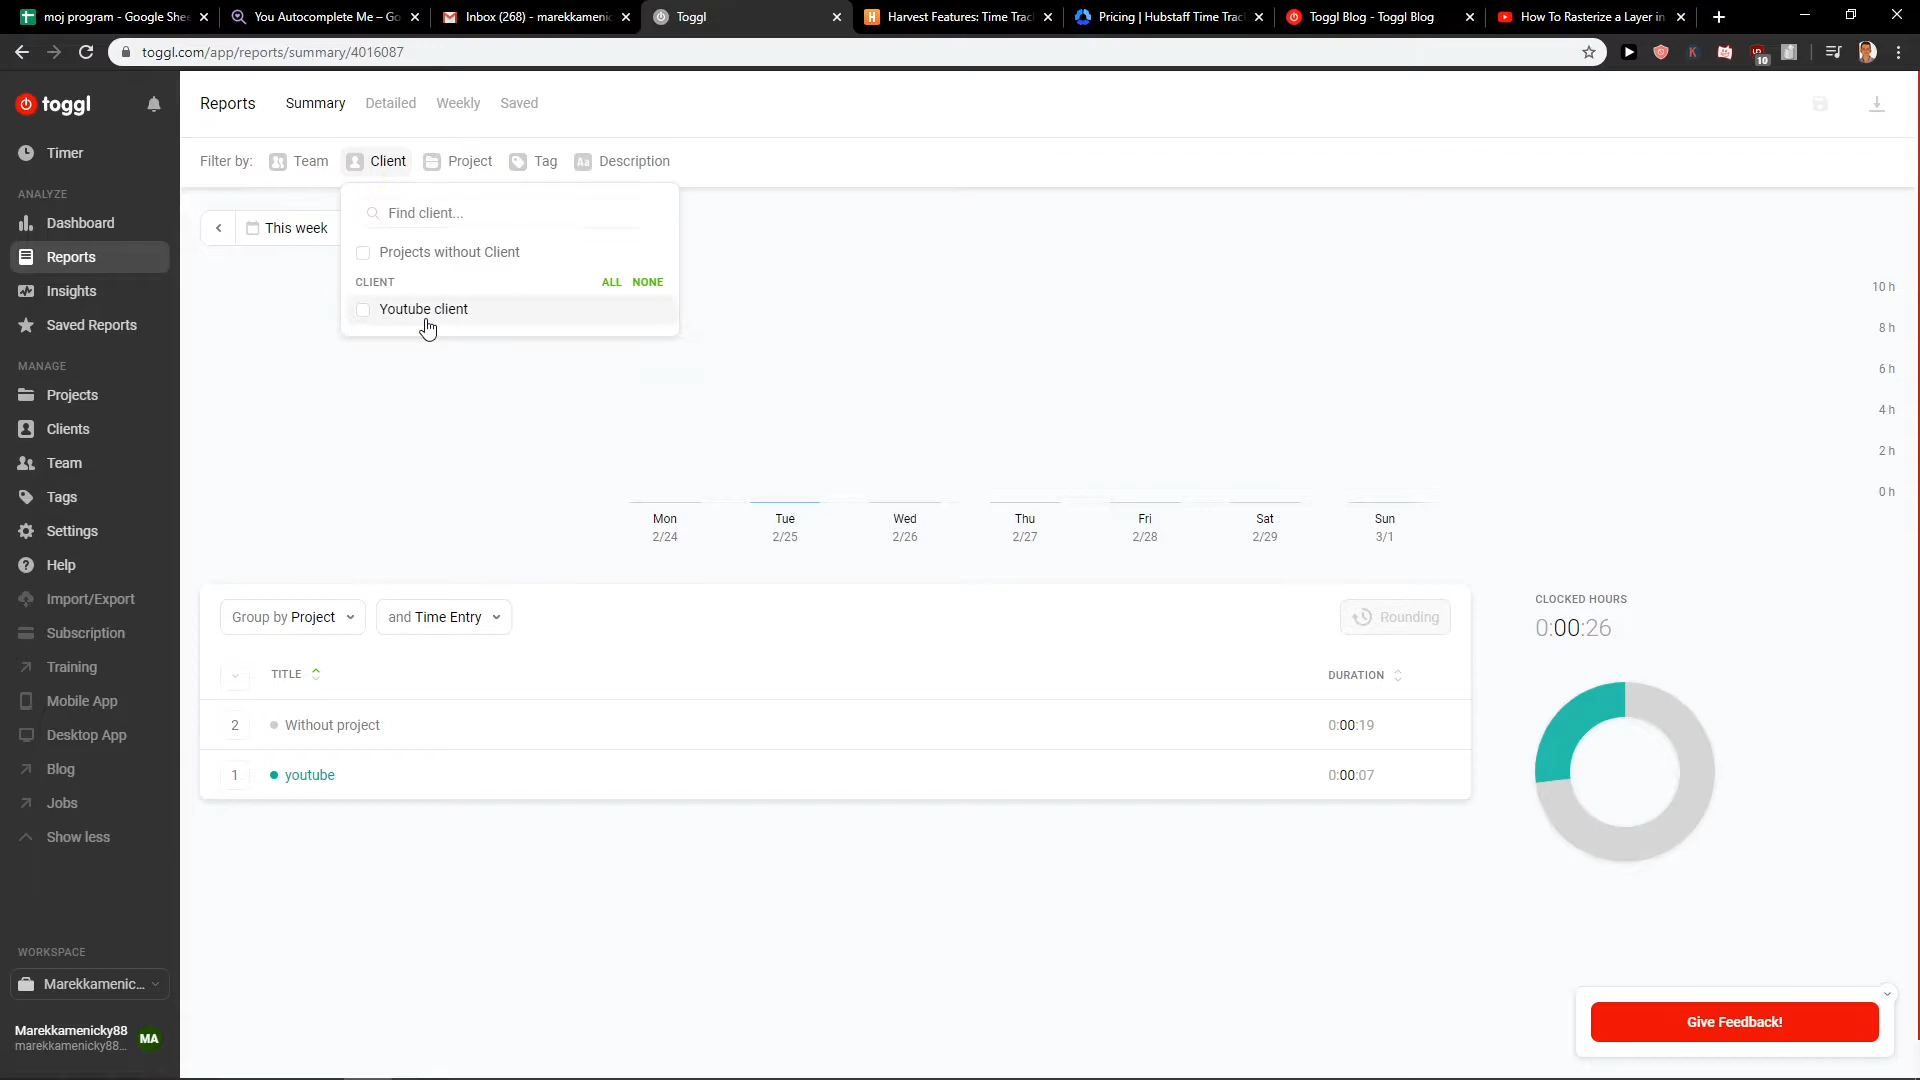 moj program - Google She
You Autocomplete Me – Go
Inbox (268) - marekkamenic
Toggl
Harvest Features: Time Trac
Pricing | Hubstaff Time Trac
Toggl Blog - Toggl Blog
How To Rasterize a Layer in
toggl.com/app/reports/summary/4016087
10
toggl
Timer
ANALYZE
Dashboard
Reports
Insights
Saved Reports
MANAGE
Projects
Clients
Team
Tags
Settings
Help
Import/Export
Subscription
Training
Mobile App
Desktop App
Blog
Jobs
Show less
WORKSPACE
Marekkamenic...
Marekkamenicky88
marekkamenicky88...
MA
Reports
Summary
Detailed
Weekly
Saved
Filter by:
Team
Client
Project
Tag
Aa Description
This week
Find client...
Projects without Client
CLIENT
ALL NONE
Youtube client
10 h
8 h
6 h
4 h
2 h
0 h
Mon
2/24
Tue
2/25
Wed
2/26
Thu
2/27
Fri
2/28
Sat
2/29
Sun
3/1
Group by Project
and Time Entry
Rounding
TITLE
DURATION
2 Without project 0:00:19
1 youtube 0:00:07
CLOCKED HOURS
0:00:26
Give Feedback!